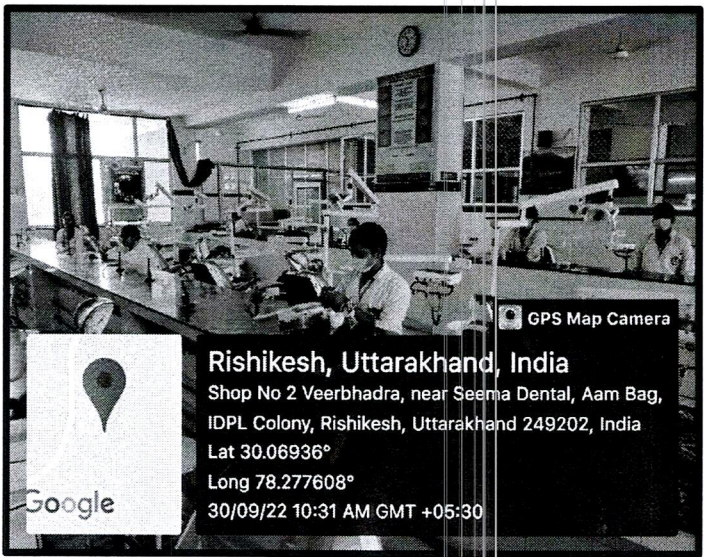 GPS Map Camera
Rishikesh, Uttarakhand, India
Shop No 2 Veerbhadra, near Seema Dental, Aam Bag,
IDPL Colony, Rishikesh, Uttarakhand 249202, India
Lat 30.06936°
Long 78.277608°
30/09/22 10:31 AM GMT +05:30
Google